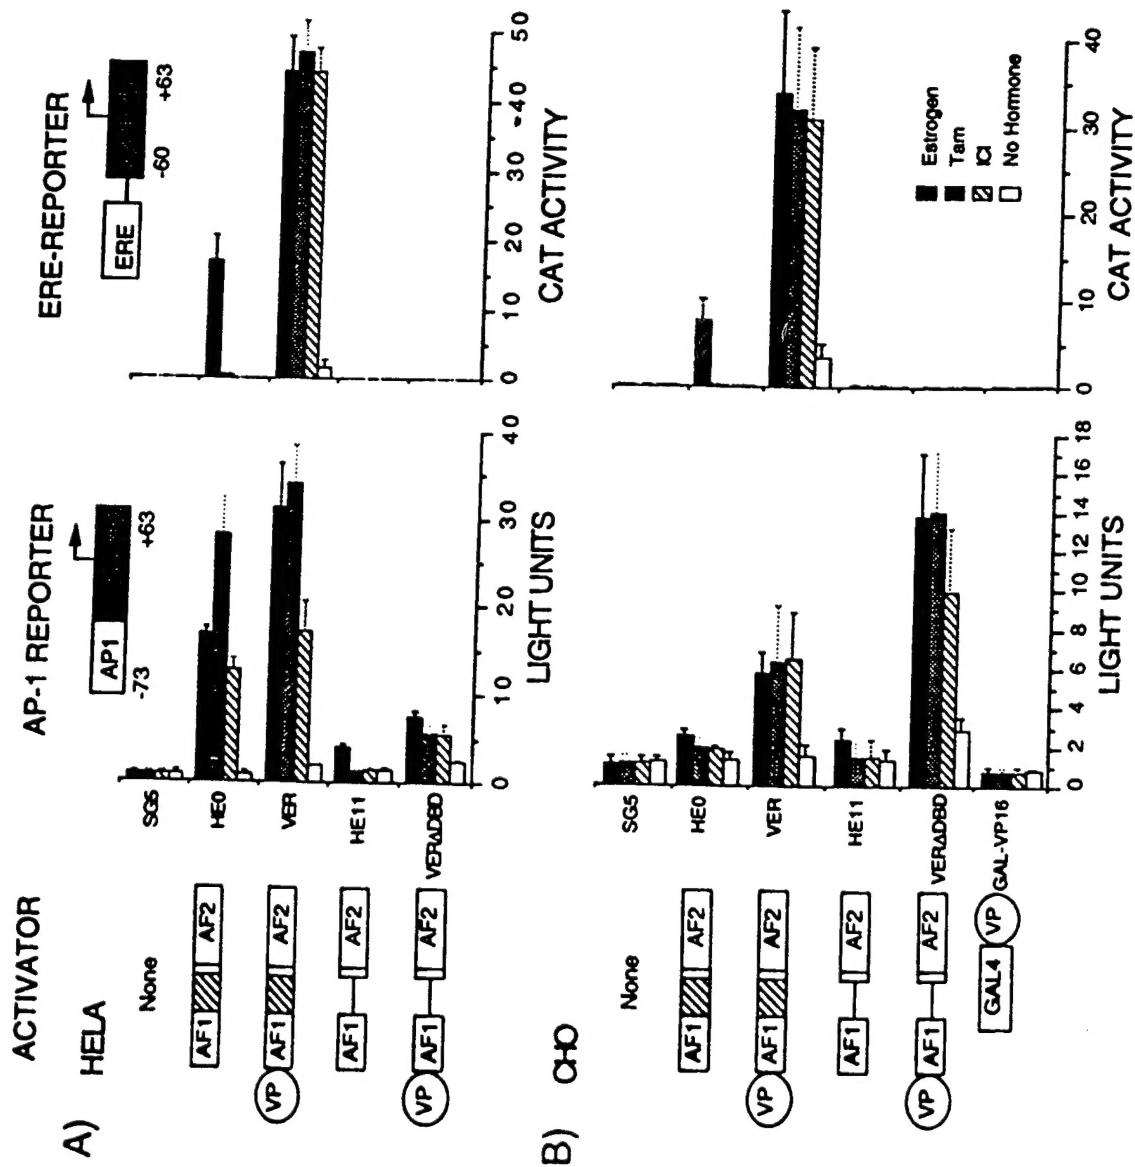 ACTIVATOR
AP-1 REPORTER
AP1
-73
+63
ERE-REPORTER
ERE
-60
+63
A) HELA
None
SG5
AF1 AF2
HE0
VP AF1 AF2
VER
AF1 AF2
HE11
VP AF1 AF2
VERΔDBD
0 10 20 30 40
LIGHT UNITS
0 10 20 30 40 50
CAT ACTIVITY
B) CHO
None
SG5
AF1 AF2
HE0
VP AF1 AF2
VER
AF1 AF2
HE11
VP AF1 AF2
VERΔDBD
GAL4 VP
GAL-VP16
0 2 4 6 8 10 12 14 16 18
LIGHT UNITS
Estrogen
Tam
ICI
No Hormone
0 10 20 30 40
CAT ACTIVITY